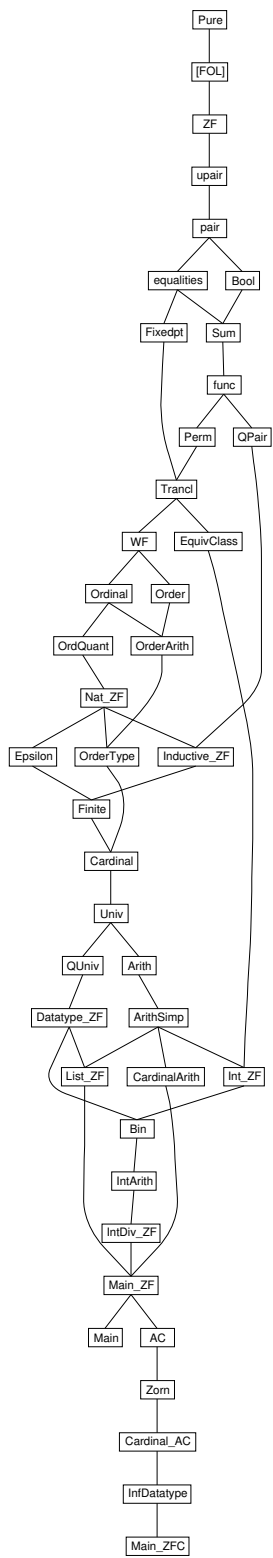 Pure
[FOL]
ZF
upair
pair
equalities Bool
Fixedpt Sum
func
Perm QPair
Trancl
WF EquivClass
Ordinal Order
OrdQuant OrderArith
Nat_ZF
Epsilon OrderType Inductive_ZF
Finite
Cardinal
Univ
QUniv Arith
Datatype_ZF ArithSimp
List_ZF CardinalArith Int_ZF
Bin
IntArith
IntDiv_ZF
Main_ZF
Main AC
Zorn
Cardinal_AC
InfDatatype
Main_ZFC